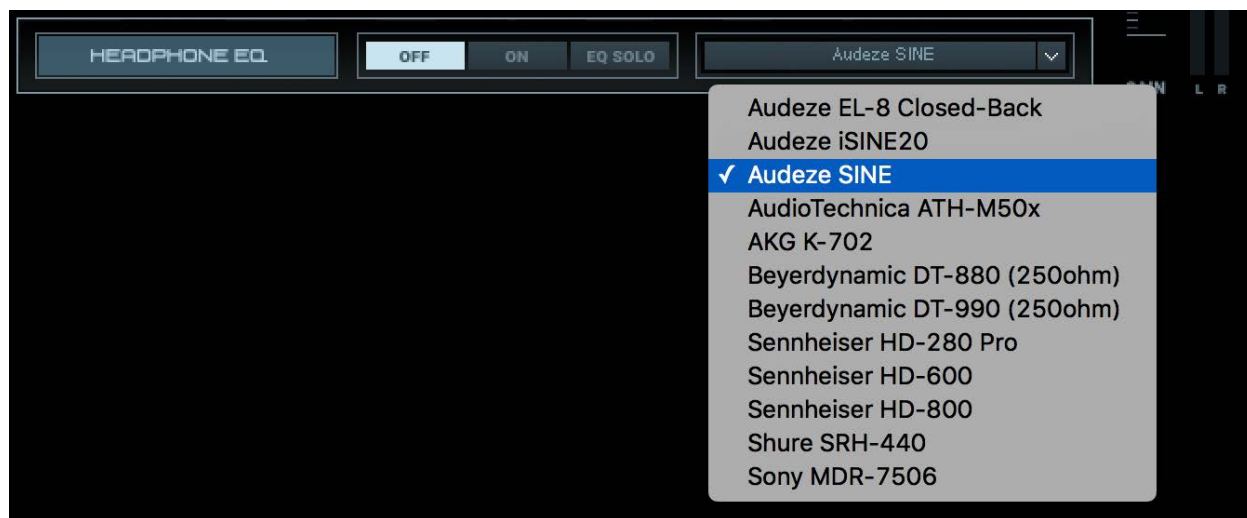 HEADPHONE EQ OFF ON EQ SOLO Audeze SINE
L R
Audeze EL-8 Closed-Back
Audeze iSINE20
✓ Audeze SINE
AudioTechnica ATH-M50x
AKG K-702
Beyerdynamic DT-880 (250ohm)
Beyerdynamic DT-990 (250ohm)
Sennheiser HD-280 Pro
Sennheiser HD-600
Sennheiser HD-800
Shure SRH-440
Sony MDR-7506